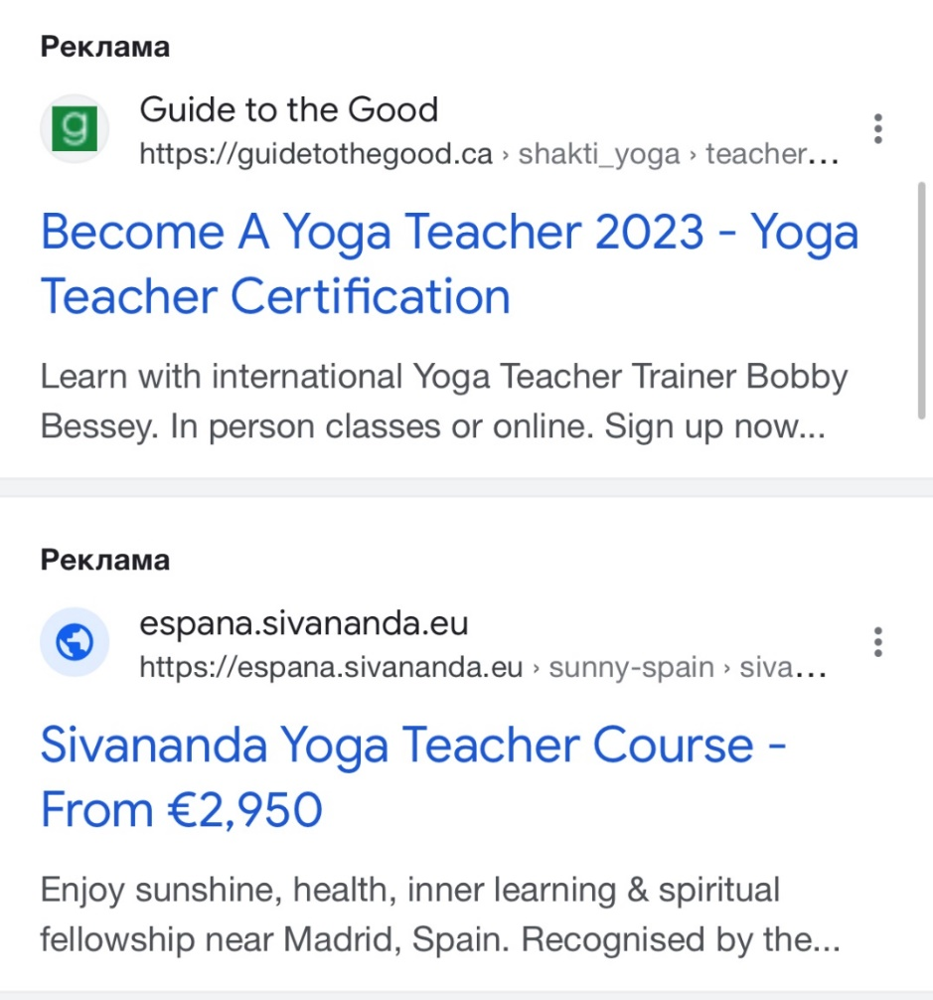 Реклама
g
Guide to the Good
https://guidetothegood.ca › shakti_yoga › teacher...
Become A Yoga Teacher 2023 - Yoga
Teacher Certification
Learn with international Yoga Teacher Trainer Bobby
Bessey. In person classes or online. Sign up now...
Реклама
espana.sivananda.eu
https://espana.sivananda.eu › sunny-spain › siva...
Sivananda Yoga Teacher Course -
From €2,950
Enjoy sunshine, health, inner learning & spiritual
fellowship near Madrid, Spain. Recognised by the...